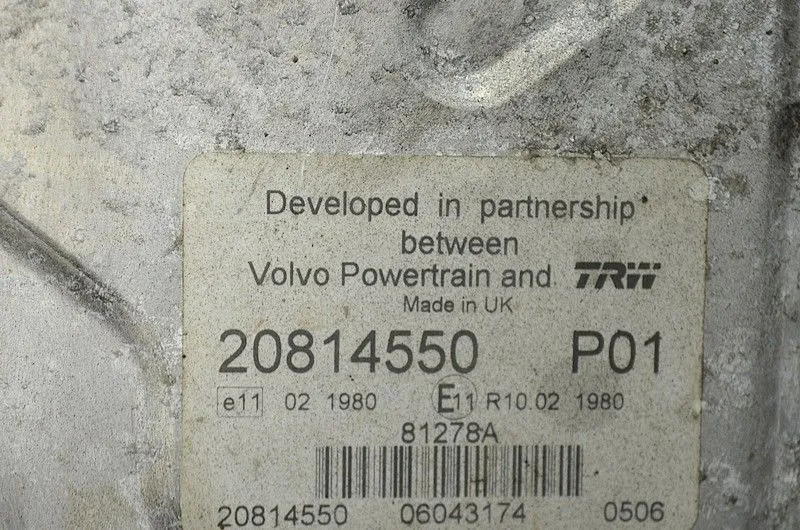 Developed in partnership
between
Volvo Powertrain and TRW
Made in UK
20814550 P01
e11 02 1980 E11 R10.02 1980
81278A
20814550 06043174 0506